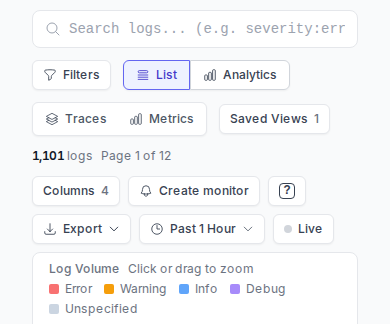 Search logs... (e.g. severity:err
Filters List Analytics
Traces Metrics Saved Views 1
1,101 logs Page 1 of 12
Columns 4 Create monitor ?
Export Past 1 Hour Live
Log Volume Click or drag to zoom
Error Warning Info Debug
Unspecified